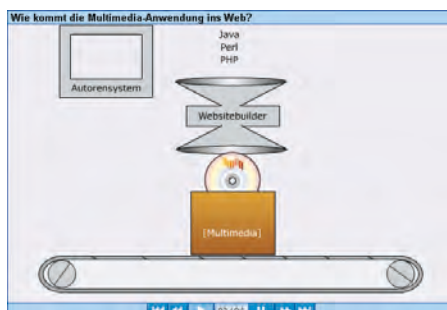 Wie kommt die Multimedia-Anwendung ins Web?
Java
Perl
PHP
Autorensystem
Websitebuilder
[Multimedia]